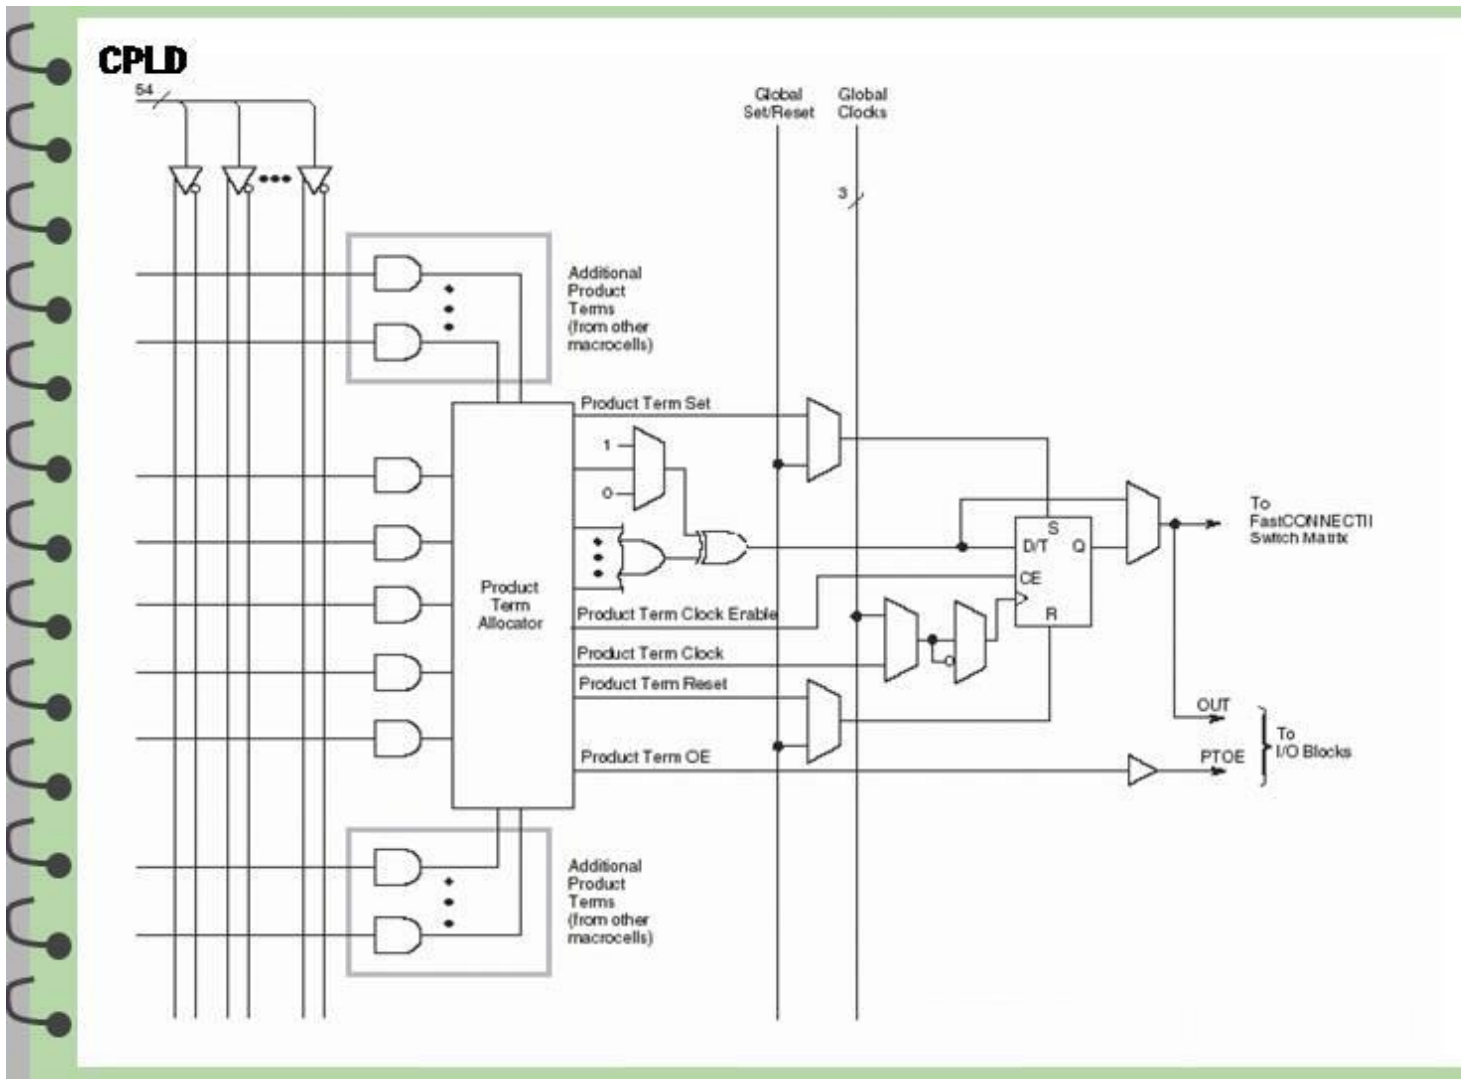 CPLD
54
Global
Set/Reset
Global
Clocks
3
Additional
Product
Terms
(from other
macrocells)
Product Term Set
1
0
Product
Term
Allocator
S
D/T
Q
CE
R
To
FastCONNECTII
Switch Matrix
Product Term Clock Enable
Product Term Clock
Product Term Reset
Product Term OE
OUT
PTOE
To
I/O Blocks
Additional
Product
Terms
(from other
macrocells)